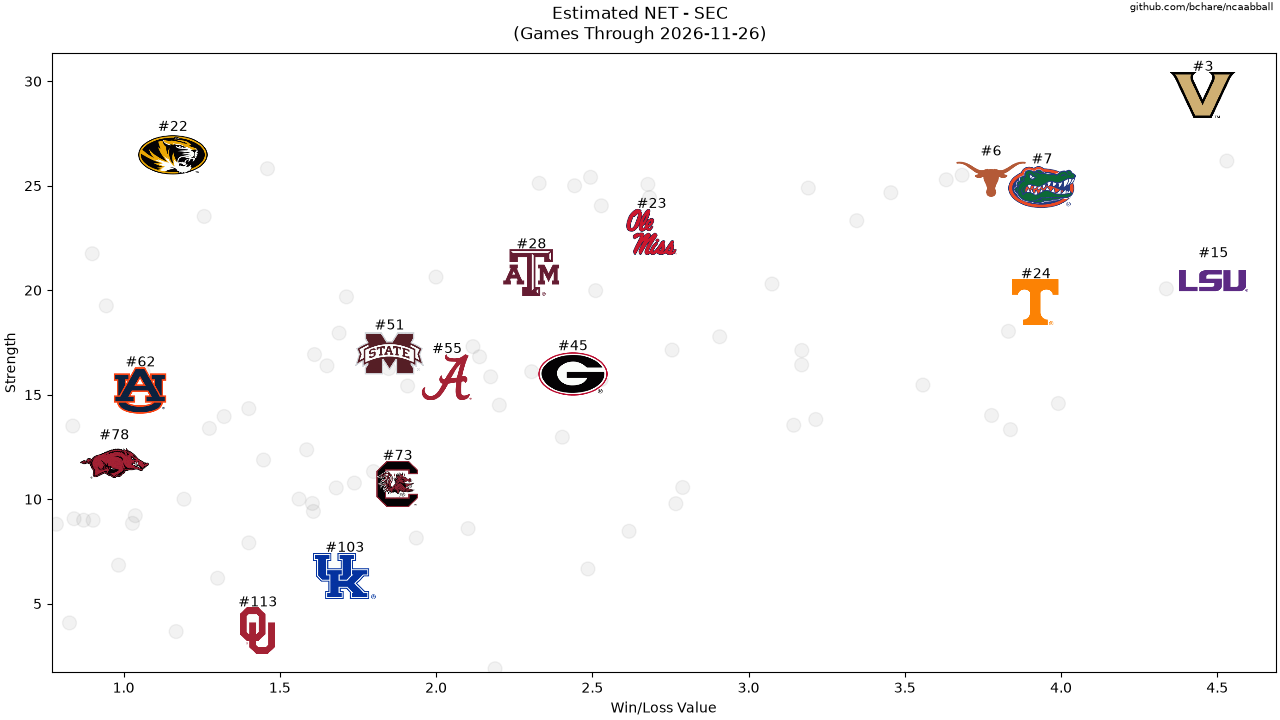 github.com/bchare/ncaabball
Estimated NET - SEC
(Games Through 2026-11-26)
#3
#22
#6
#7
#23
#28
#15
#24
LSU
Ole
Miss
ATM
T
#51
#55
#45
STATE
A
G
#62
AU
#78
#73
C
#103
UK
#113
OU
V
M
30
25
20
15
10
5
Strength
1.0
1.5
2.0
2.5
3.0
3.5
4.0
4.5
Win/Loss Value